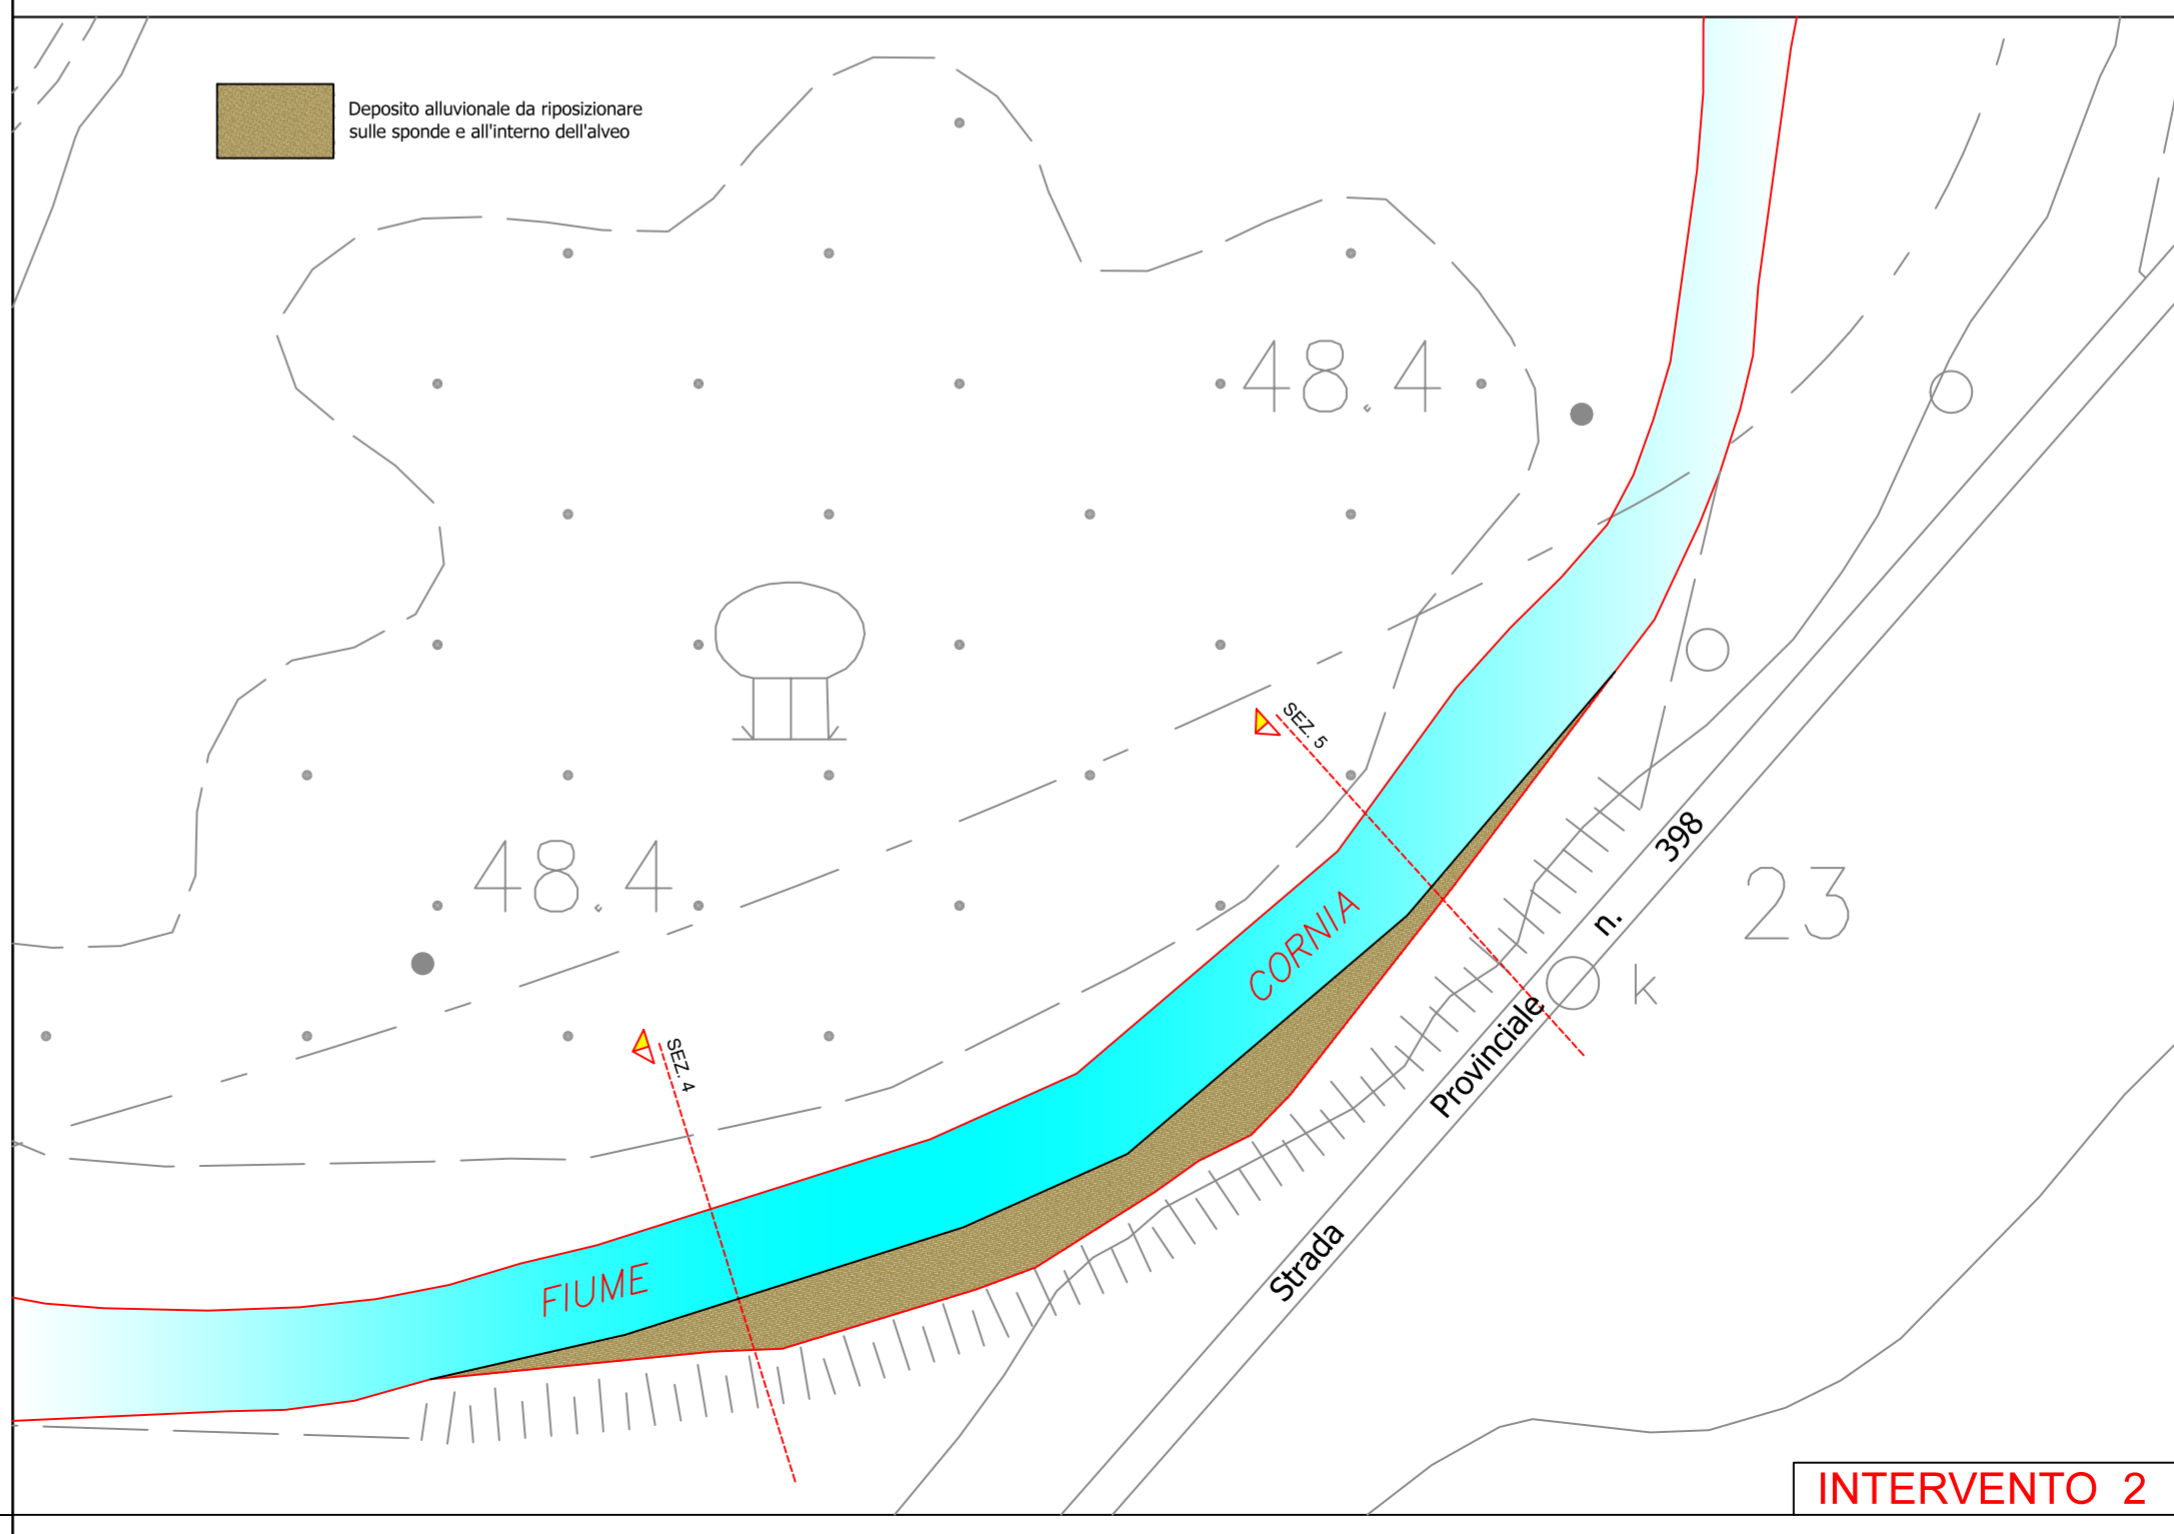 Deposito alluvionale da riposizionare
sulle sponde e all'interno dell'alveo
48.4
SEZ. 5
48.4
CORNIA
SEZ. 4
FIUME
Strada Provinciale n. 398
23
k
INTERVENTO 2